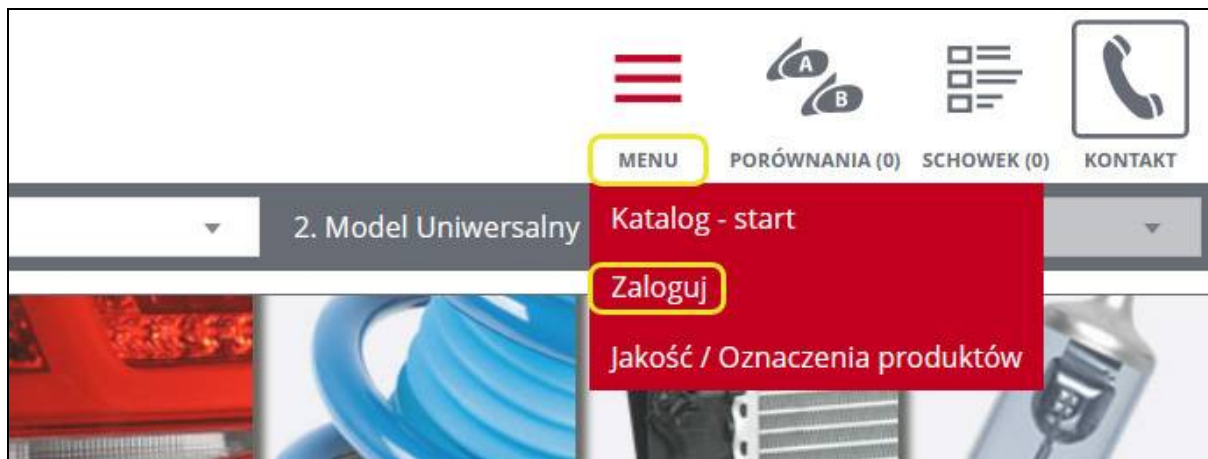 A
B
MENU
PORÓWNANIA (0)
SCHOWEK (0)
KONTAKT
2. Model Uniwersalny
Katalog - start
Zaloguj
Jakość / Oznaczenia produktów